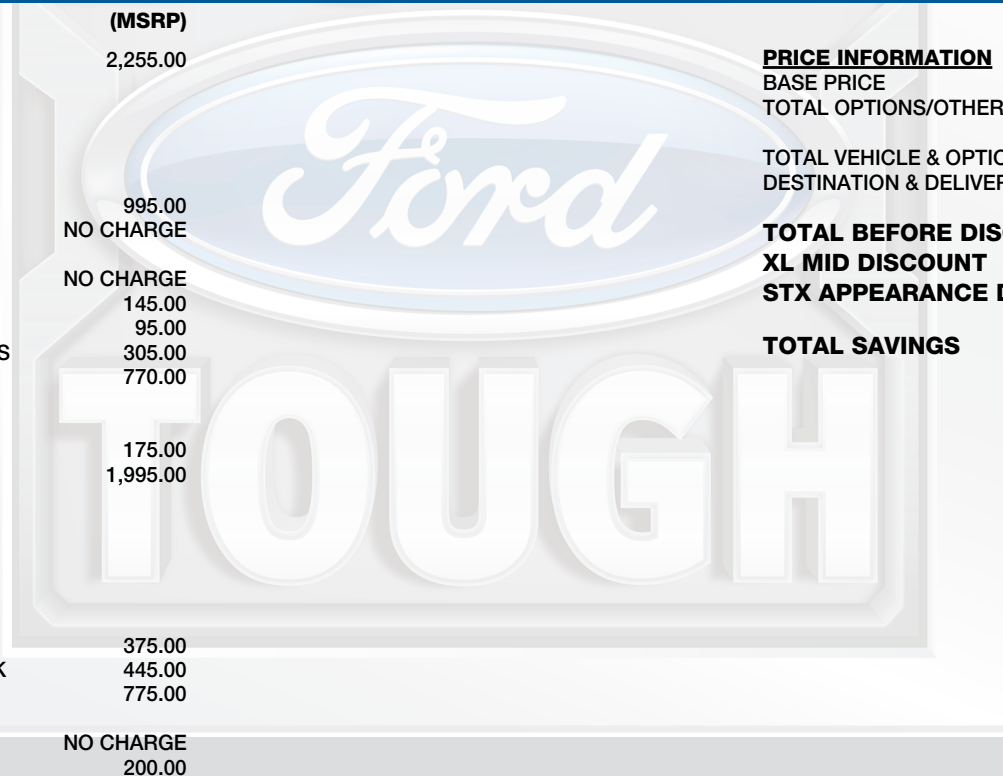 (MSRP)
2,255.00
995.00
NO CHARGE
NO CHARGE
145.00
95.00
S 305.00
770.00
175.00
1,995.00
375.00
K 445.00
775.00
NO CHARGE
200.00
PRICE INFORMATION
BASE PRICE
TOTAL OPTIONS/OTHER
TOTAL VEHICLE & OPTIO
DESTINATION & DELIVER
TOTAL BEFORE DISC
XL MID DISCOUNT
STX APPEARANCE D
TOTAL SAVINGS
Ford
TOUGH